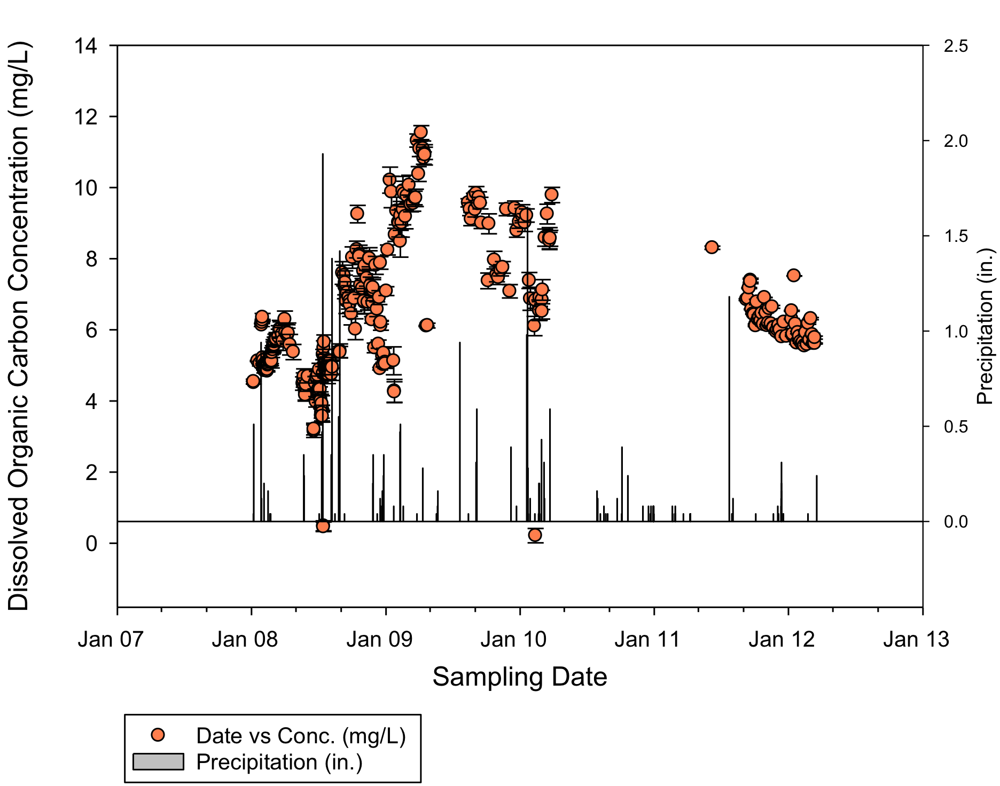 Dissolved Organic Carbon Concentration (mg/L)
14
12
10
8
6
4
2
0
2.5
2.0
1.5
1.0
0.5
0.0
Precipitation (in.)
Jan 07
Jan 08
Jan 09
Jan 10
Jan 11
Jan 12
Jan 13
Sampling Date
Date vs Conc. (mg/L)
Precipitation (in.)